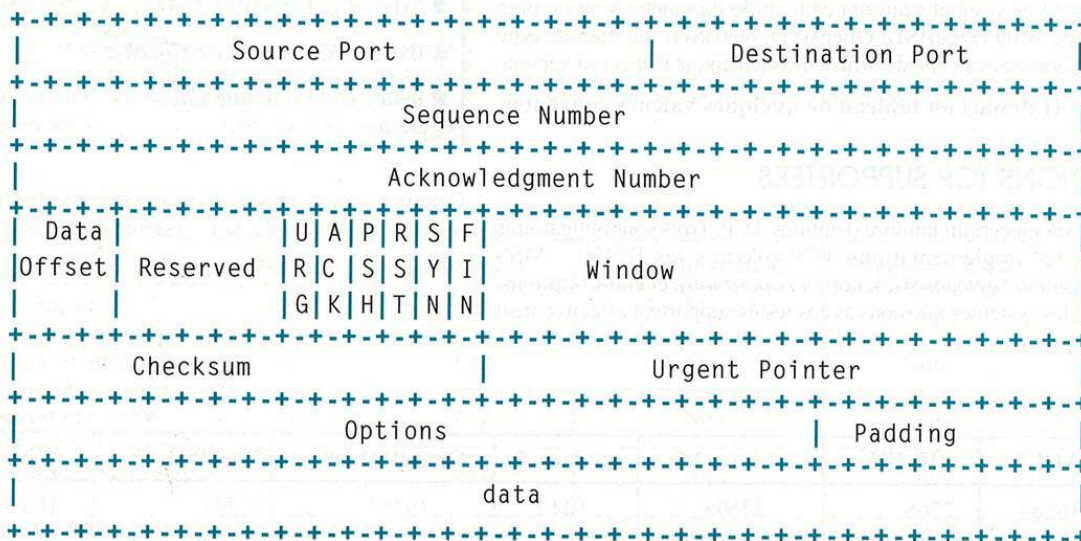 Source Port | Destination Port
Sequence Number
Acknowledgment Number
Data | | U | A | P | R | S | F |
Offset | Reserved | R | C | S | S | Y | I | Window
| | G | K | H | T | N | N |
Checksum | Urgent Pointer
Options | Padding
data